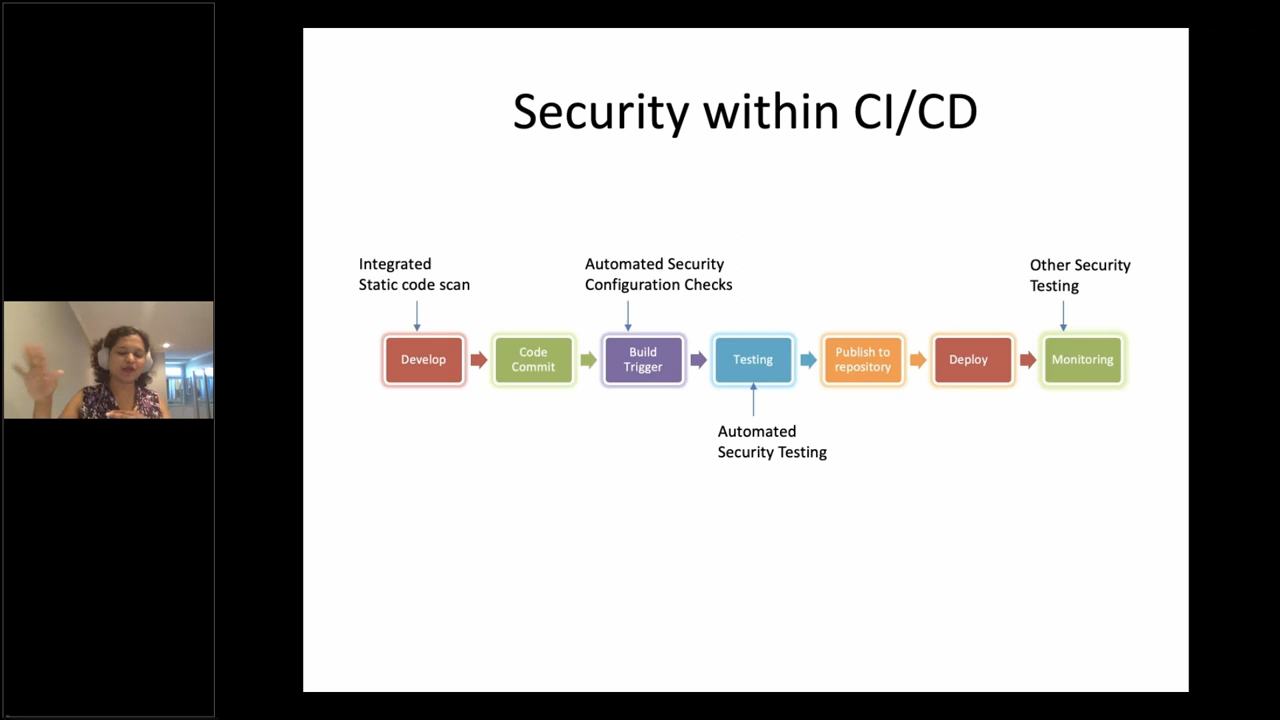 Security within CI/CD
Integrated
Static code scan
Automated Security
Configuration Checks
Other Security
Testing
Develop
Code
Commit
Build
Trigger
Testing
Publish to
repository
Deploy
Monitoring
Automated
Security Testing